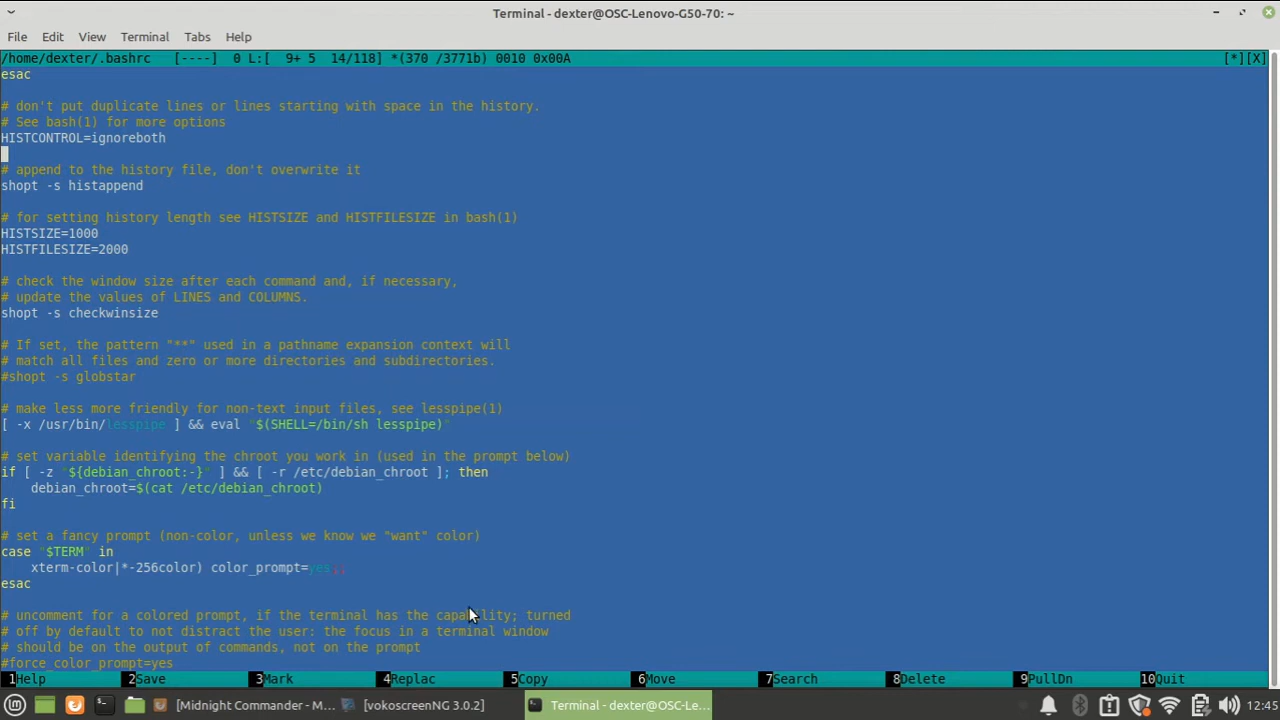 Terminal - dexter@OSC-Lenovo-G50-70: ~
File Edit View Terminal Tabs Help
/home/dexter/.bashrc [----] 0 L:[ 9+ 5 14/118] *(370 /3771b) 0010 0x00A [*][X]
esac
# don't put duplicate lines or lines starting with space in the history.
# See bash(1) for more options
HISTCONTROL=ignoreboth
# append to the history file, don't overwrite it
shopt -s histappend
# for setting history length see HISTSIZE and HISTFILESIZE in bash(1)
HISTSIZE=1000
HISTFILESIZE=2000
# check the window size after each command and, if necessary,
# update the values of LINES and COLUMNS.
shopt -s checkwinsize
# If set, the pattern "**" used in a pathname expansion context will
# match all files and zero or more directories and subdirectories.
#shopt -s globstar
# make less more friendly for non-text input files, see lesspipe(1)
[ -x /usr/bin/lesspipe ] && eval "$(SHELL=/bin/sh lesspipe)"
# set variable identifying the chroot you work in (used in the prompt below)
if [ -z "${debian_chroot:-}" ] && [ -r /etc/debian_chroot ]; then
    debian_chroot=$(cat /etc/debian_chroot)
fi
# set a fancy prompt (non-color, unless we know we "want" color)
case "$TERM" in
    xterm-color|*-256color) color_prompt=yes;;
esac
# uncomment for a colored prompt, if the terminal has the capability; turned
# off by default to not distract the user: the focus in a terminal window
# should be on the output of commands, not on the prompt
#force_color_prompt=yes
1Help 2Save 3Mark 4Replac 5Copy 6Move 7Search 8Delete 9PullDn 10Quit
[Midnight Commander - M... [vokoscreenNG 3.0.2] Terminal - dexter@OSC-Le... 12:45